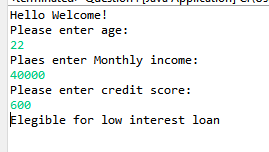 Hello Welcome!
Please enter age:
22
Plaes enter Monthly income:
40000
Please enter credit score:
600
Elegible for low interest loan